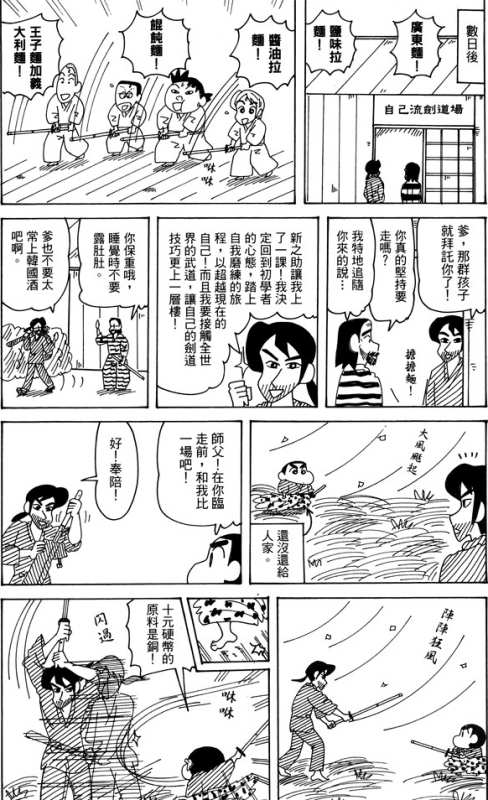 數日後
廣東麵！
鹽味拉
麵！
自己流劍道場
醬油拉
麵！
餛飩麵！
王子麵加義
大利麵！
咻
咻
爹，那群孩子
就拜託你了！
你真的堅持要
走嗎？
我特地追隨
你來的說…
擔擔麵！
新之助讓我上
了一課！我決
定回到初學者
的心態，踏上
自我磨練的旅
程，以超越現在的
自己！而且我要接觸全世
界的武道，讓自己的劍道
技巧更上一層樓！
你保重哦，
睡覺時不要
露肚肚。
爹也不要太
常上韓國酒
吧啊。
大風颳起
還沒還給
人家。
師父！在你臨
走前，和我比
一場吧！
好！奉陪！
陣陣狂風
十元硬幣的
原料是銅！
咻
咻
閃過